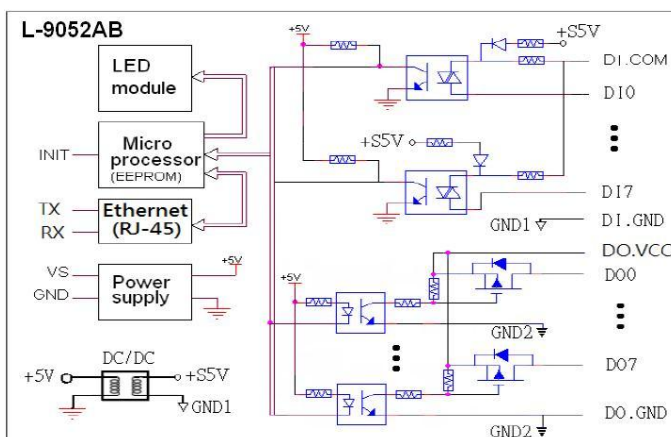 L-9052AB
LED
module
Micro
processor
(EEPROM)
INIT
TX
RX
Ethernet
(RJ-45)
VS
GND
Power
supply
+5V
DC/DC
+5V
+S5V
GND1
+5V
+S5V
DI.COM
DI0
+S5V
DI7
GND1
DI.GND
DO.VCC
+5V
DO0
GND2
DO7
GND2
DO.GND